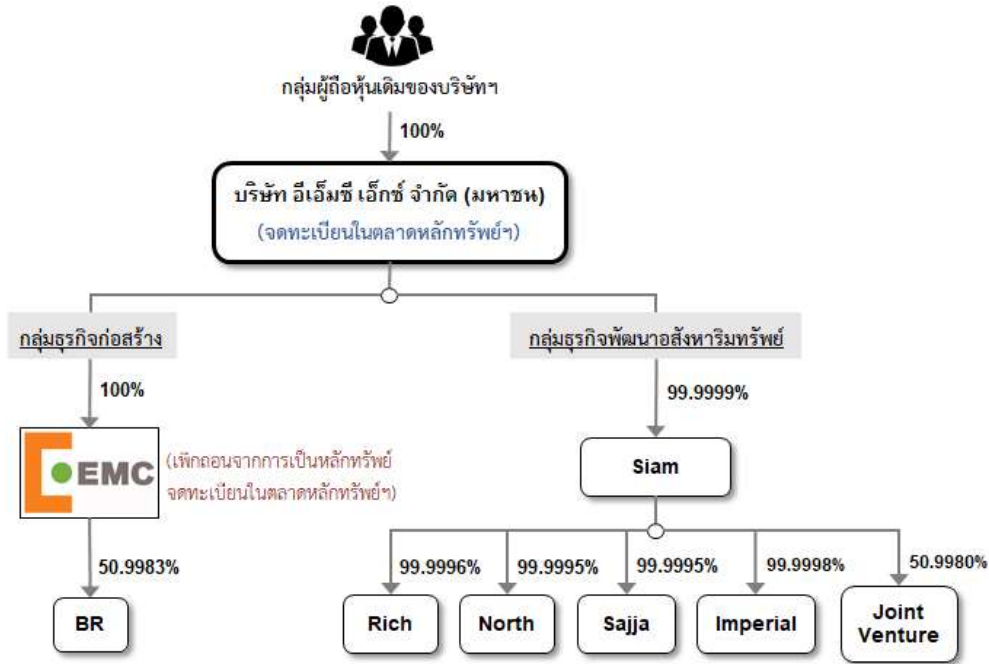 กลุ่มผู้ถือหุ้นเดิมของบริษัทฯ
100%
บริษัท อีเอ็มซี เอ็กซ์ จำกัด (มหาชน)
(จดทะเบียนในตลาดหลักทรัพย์ฯ)
กลุ่มธุรกิจก่อสร้าง
กลุ่มธุรกิจพัฒนาอสังหาริมทรัพย์
100%
99.9999%
EMC
(เพิกถอนจากการเป็นหลักทรัพย์
จดทะเบียนในตลาดหลักทรัพย์ฯ)
Siam
50.9983%
99.9996%
99.9995%
99.9995%
99.9998%
50.9980%
BR
Rich
North
Sajja
Imperial
Joint
Venture